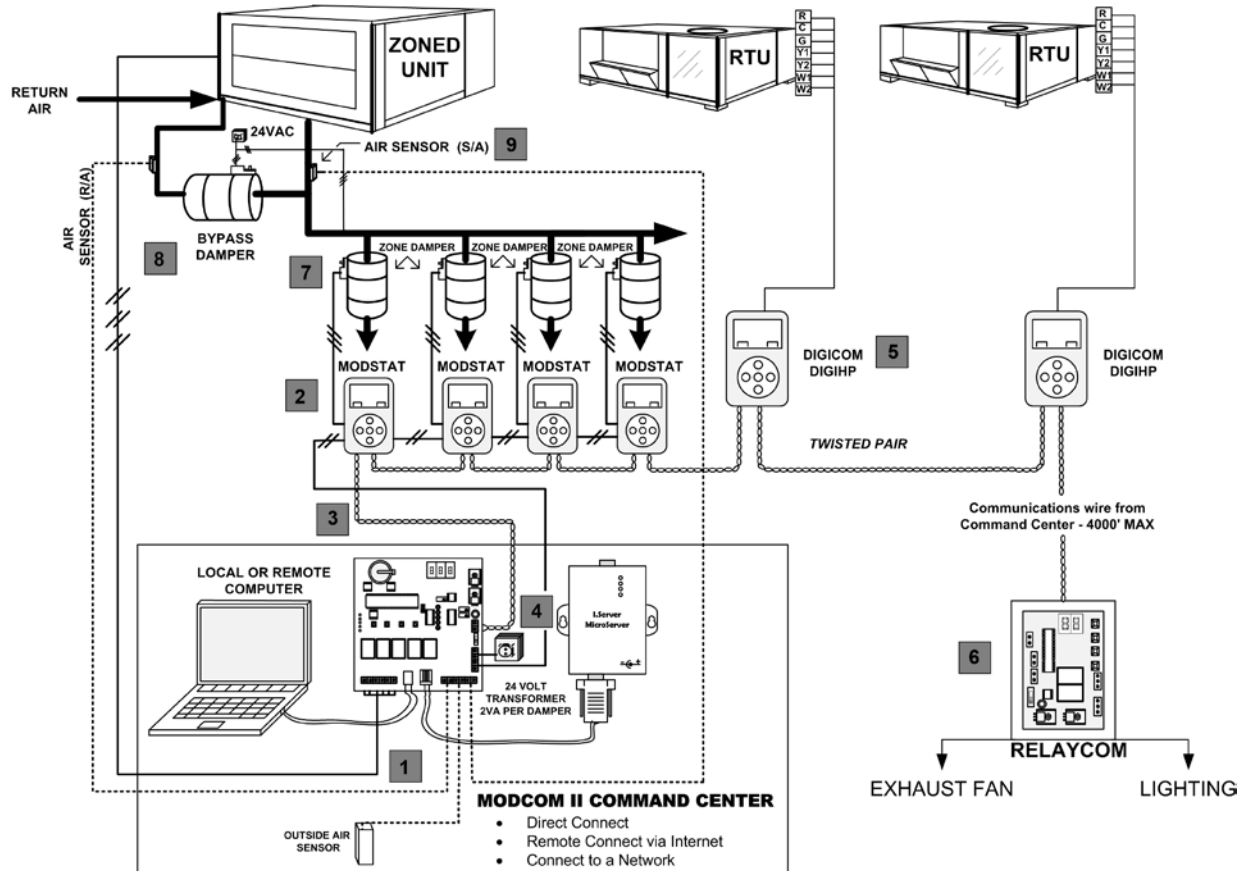 ZONED
UNIT
RTU
R
C
G
Y1
Y2
W1
W2
RTU
R
C
G
Y1
Y2
W1
W2
RETURN
AIR
24VAC
AIR SENSOR (S/A)
9
AIR
SENSOR (R/A)
8
BYPASS
DAMPER
7
ZONE DAMPER
ZONE DAMPER
ZONE DAMPER
2
MODSTAT
MODSTAT
MODSTAT
MODSTAT
DIGICOM
DIGIHP
5
DIGICOM
DIGIHP
TWISTED PAIR
3
Communications wire from
Command Center - 4000' MAX
LOCAL OR REMOTE
COMPUTER
4
I.Server
MicroServer
24 VOLT
TRANSFORMER
2VA PER DAMPER
6
RELAYCOM
EXHAUST FAN
LIGHTING
1
OUTSIDE AIR
SENSOR
MODCOM II COMMAND CENTER
• Direct Connect
• Remote Connect via Internet
• Connect to a Network